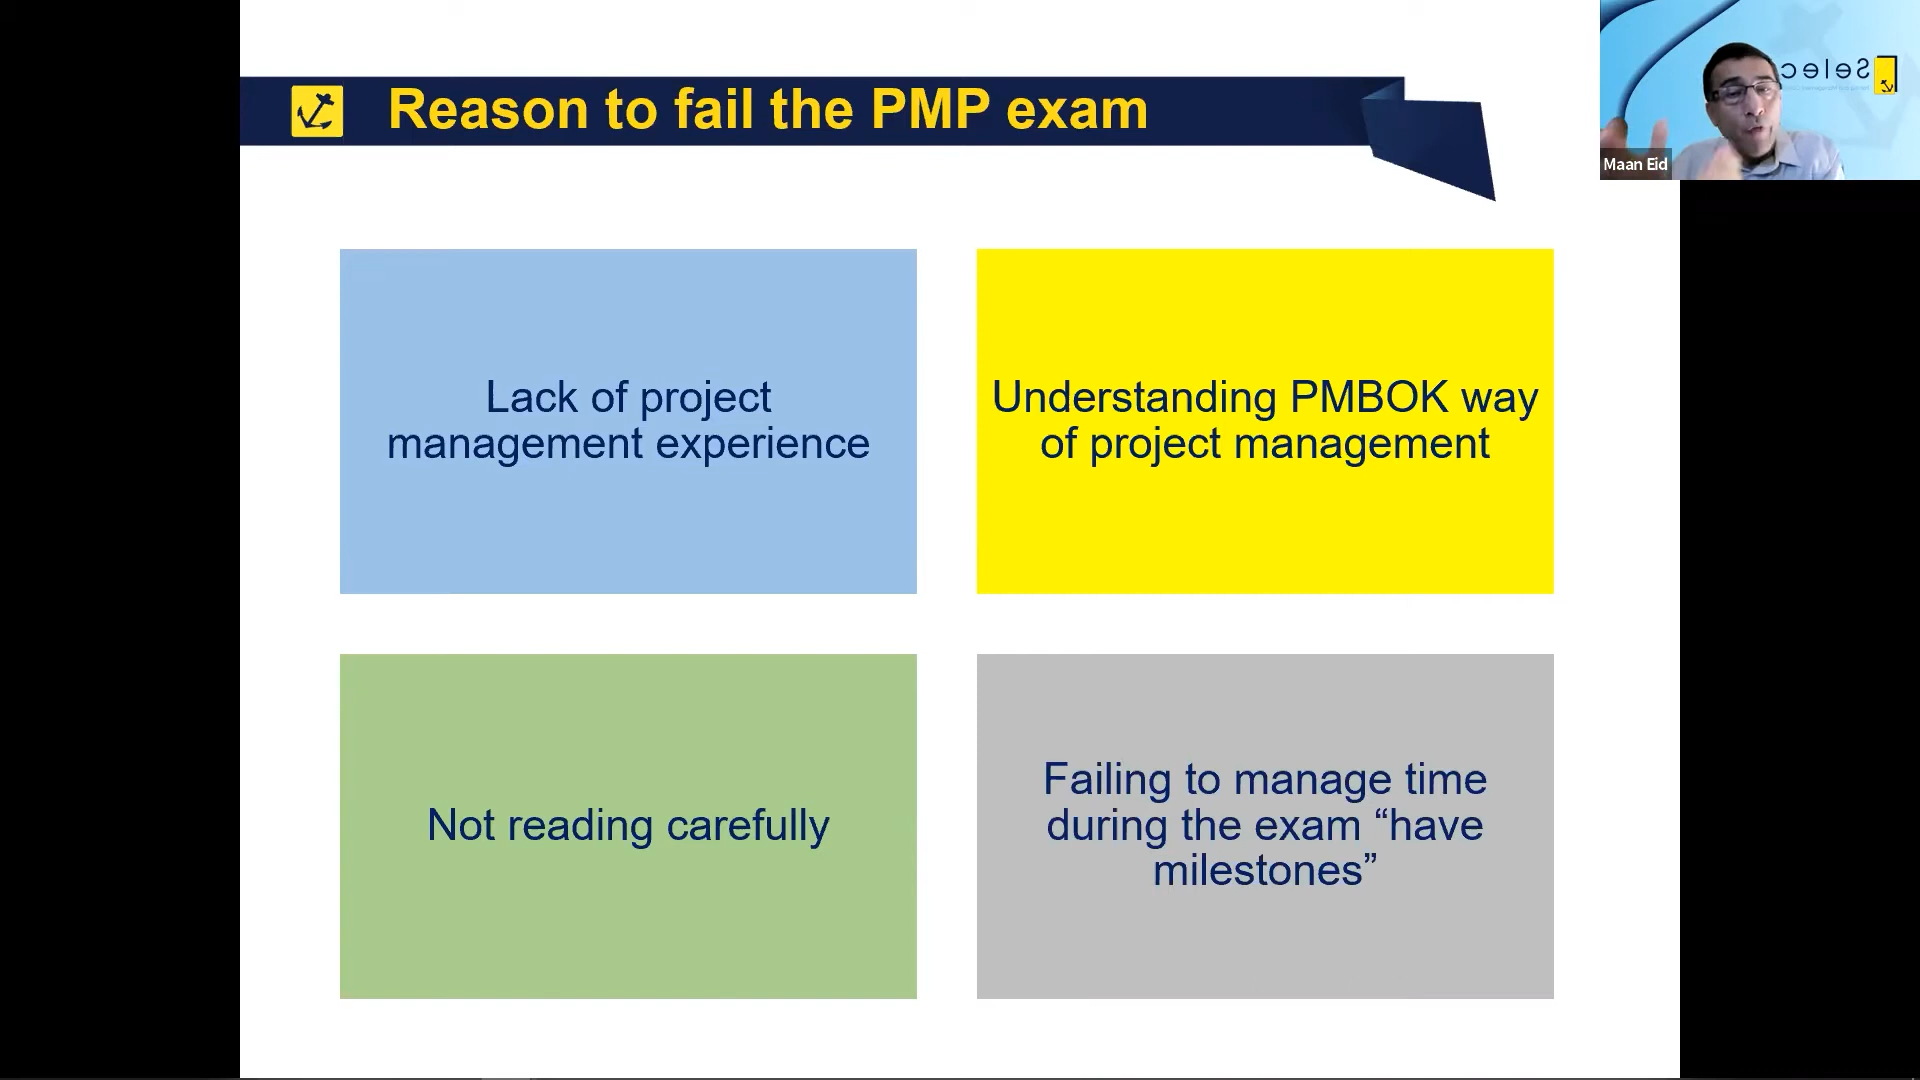 Reason to fail the PMP exam
Selec
Maan Eid
Lack of project
management experience
Understanding PMBOK way
of project management
Not reading carefully
Failing to manage time
during the exam “have
milestones”